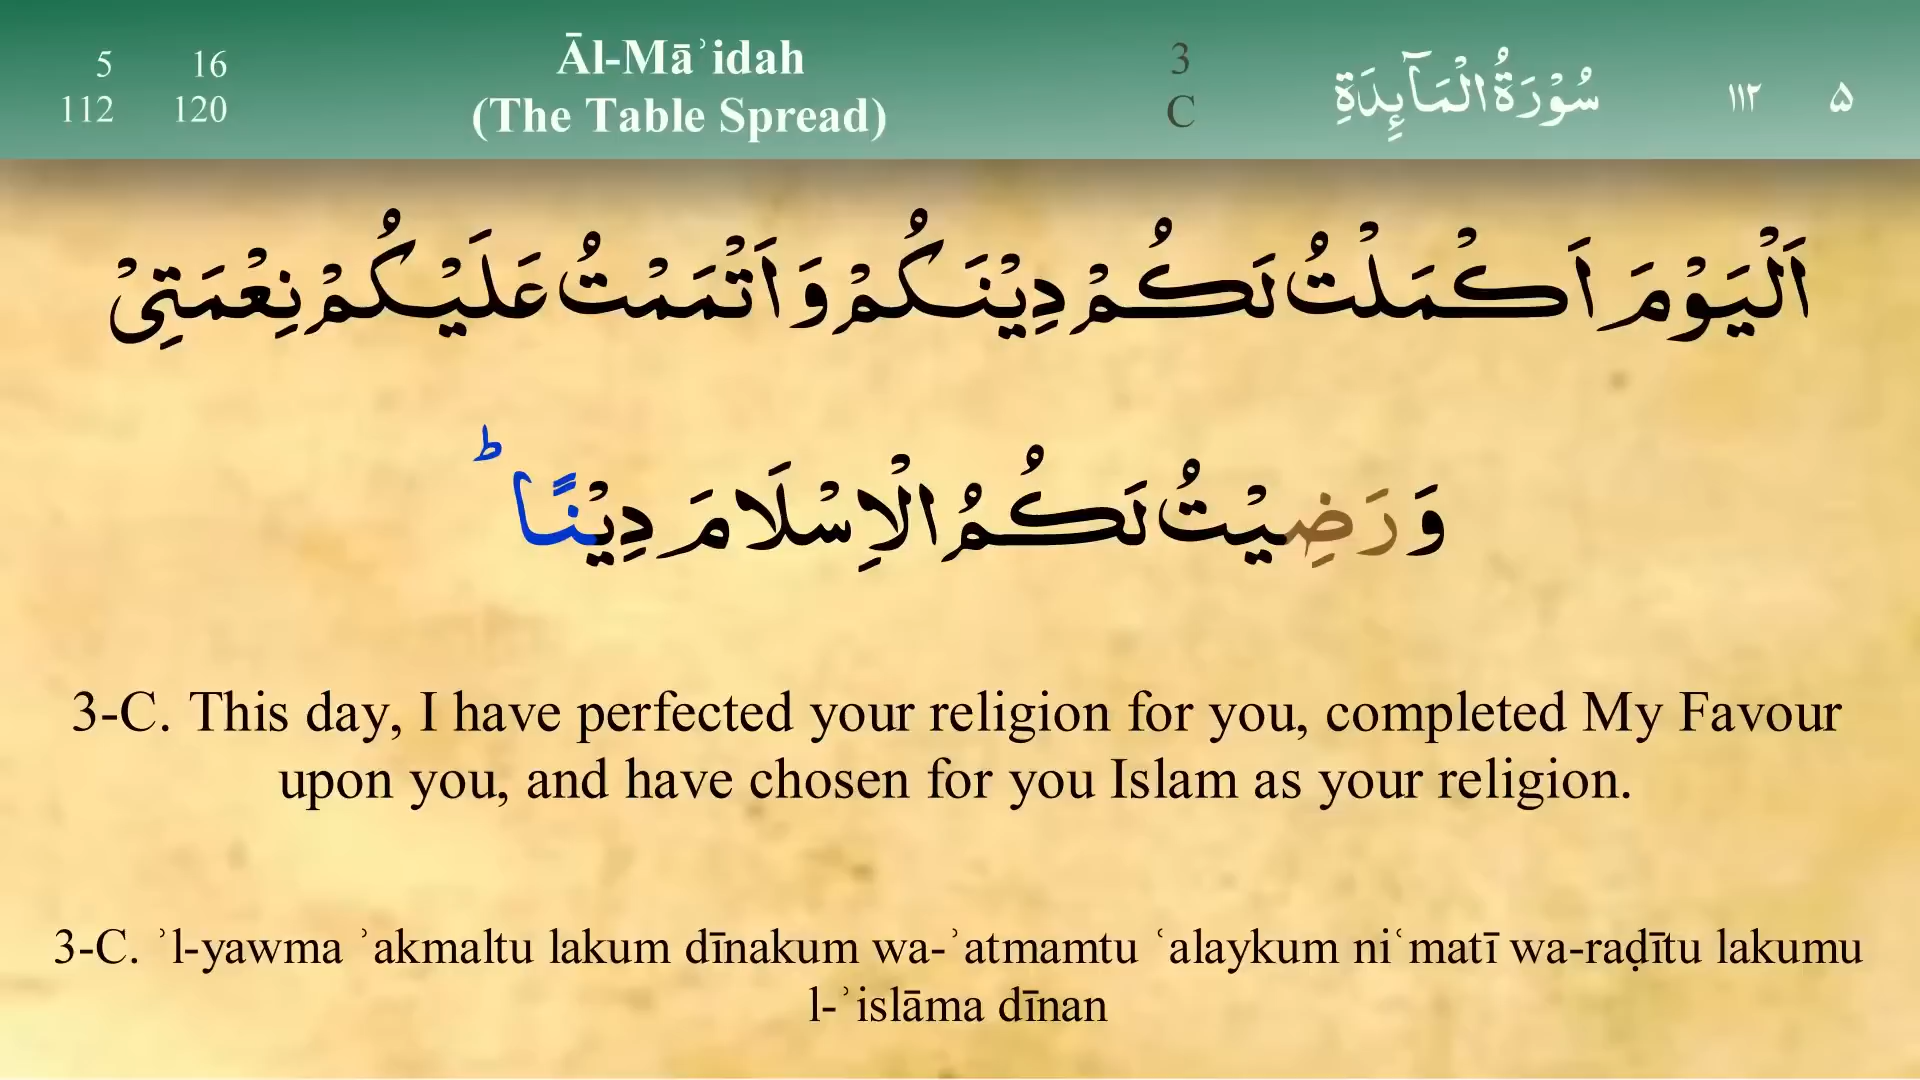 5 16
112 120
Āl-Māʾidah
(The Table Spread)
3
C
سُوْرَةُ الْمَآئِدَةِ
١١٢ ۵
اَلْيَوْمَ اَكْمَلْتُ لَكُمْ دِيْنَكُمْ وَ اَتْمَمْتُ عَلَيْكُمْ نِعْمَتِيْ
وَ رَضِيْتُ لَكُمُ الْاِسْلَامَ دِيْنًاؕ
3-C. This day, I have perfected your religion for you, completed My Favour
upon you, and have chosen for you Islam as your religion.
3-C. ʾl-yawma ʾakmaltu lakum dīnakum wa-ʾatmamtu ʿalaykum niʿmatī wa-raḍītu lakumu
l-ʾislāma dīnan